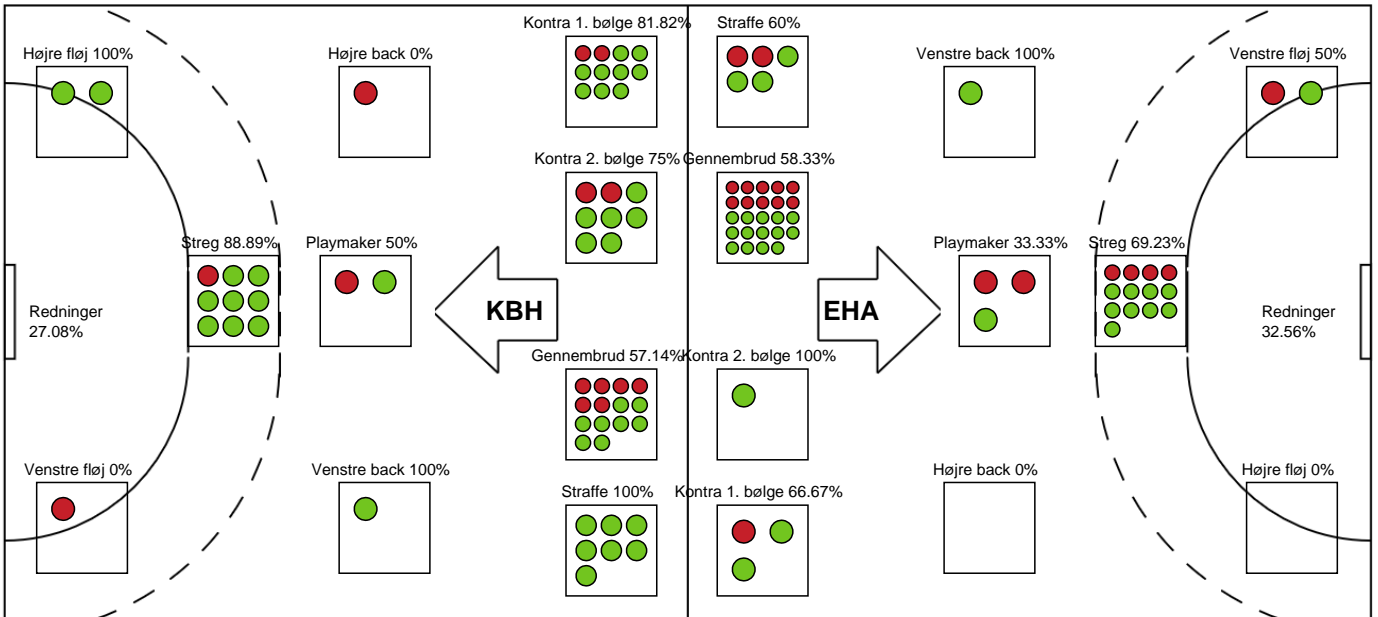 Kontra 1. bølge 81.82%
Straffe 60%
Højre fløj 100%
Højre back 0%
Venstre back 100%
Venstre fløj 50%
Kontra 2. bølge 75%
Gennembrud 58.33%
Streg 88.89%
Playmaker 50%
Playmaker 33.33%
Streg 69.23%
Redninger
27.08%
KBH
EHA
Redninger
32.56%
Gennembrud 57.14%
Kontra 2. bølge 100%
Venstre fløj 0%
Venstre back 100%
Straffe 100%
Kontra 1. bølge 66.67%
Højre back 0%
Højre fløj 0%